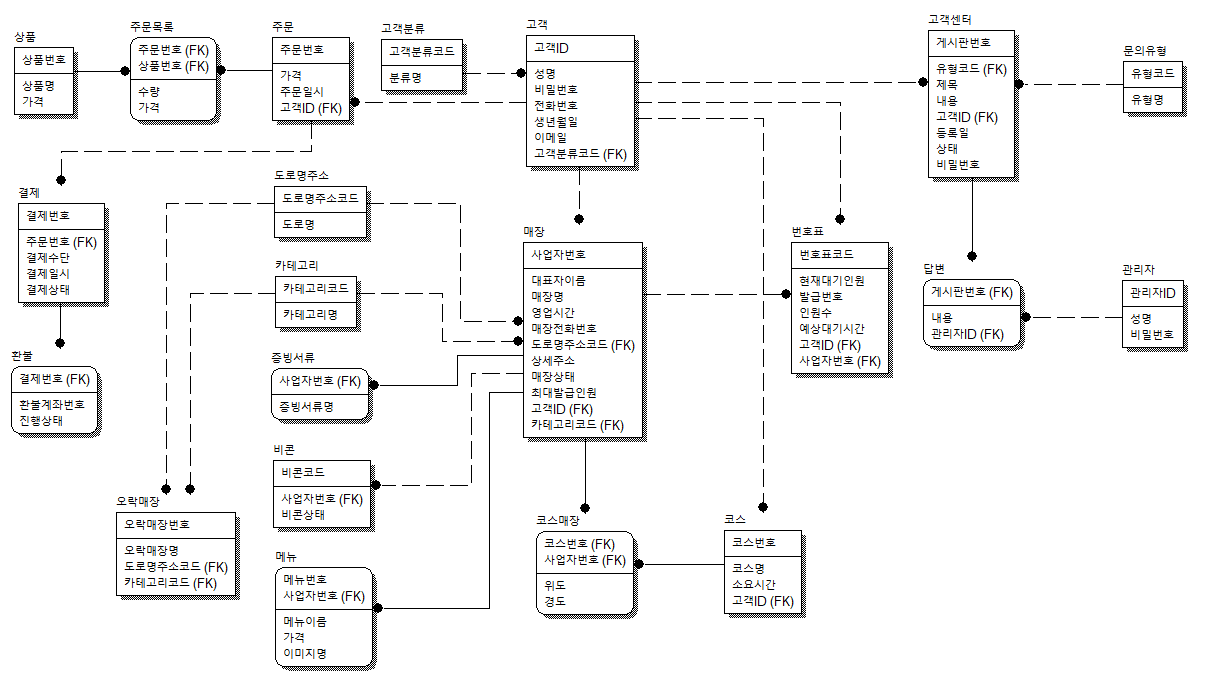 상품
상품번호
상품명
가격
주문목록
주문번호 (FK)
상품번호 (FK)
수량
가격
주문
주문번호
가격
주문일시
고객ID (FK)
고객분류
고객분류코드
분류명
고객
고객ID
성명
비밀번호
전화번호
생년월일
이메일
고객분류코드 (FK)
고객센터
게시판번호
유형코드 (FK)
제목
내용
고객ID (FK)
등록일
상태
비밀번호
문의유형
유형코드
유형명
결제
결제번호
주문번호 (FK)
결제수단
결제일시
결제상태
도로명주소
도로명주소코드
도로명
카테고리
카테고리코드
카테고리명
매장
사업자번호
대표자이름
매장명
영업시간
매장전화번호
도로명주소코드 (FK)
상세주소
매장상태
최대발급인원
고객ID (FK)
카테고리코드 (FK)
번호표
번호표코드
현재대기인원
발급번호
인원수
예상대기시간
고객ID (FK)
사업자번호 (FK)
답변
게시판번호 (FK)
내용
관리자ID (FK)
관리자
관리자ID
성명
비밀번호
환불
결제번호 (FK)
환불계좌번호
진행상태
증빙서류
사업자번호 (FK)
증빙서류명
비콘
비콘코드
사업자번호 (FK)
비콘상태
오락매장
오락매장번호
오락매장명
도로명주소코드 (FK)
카테고리코드 (FK)
메뉴
메뉴번호
사업자번호 (FK)
메뉴이름
가격
이미지명
코스매장
코스번호 (FK)
사업자번호 (FK)
위도
경도
코스
코스번호
코스명
소요시간
고객ID (FK)